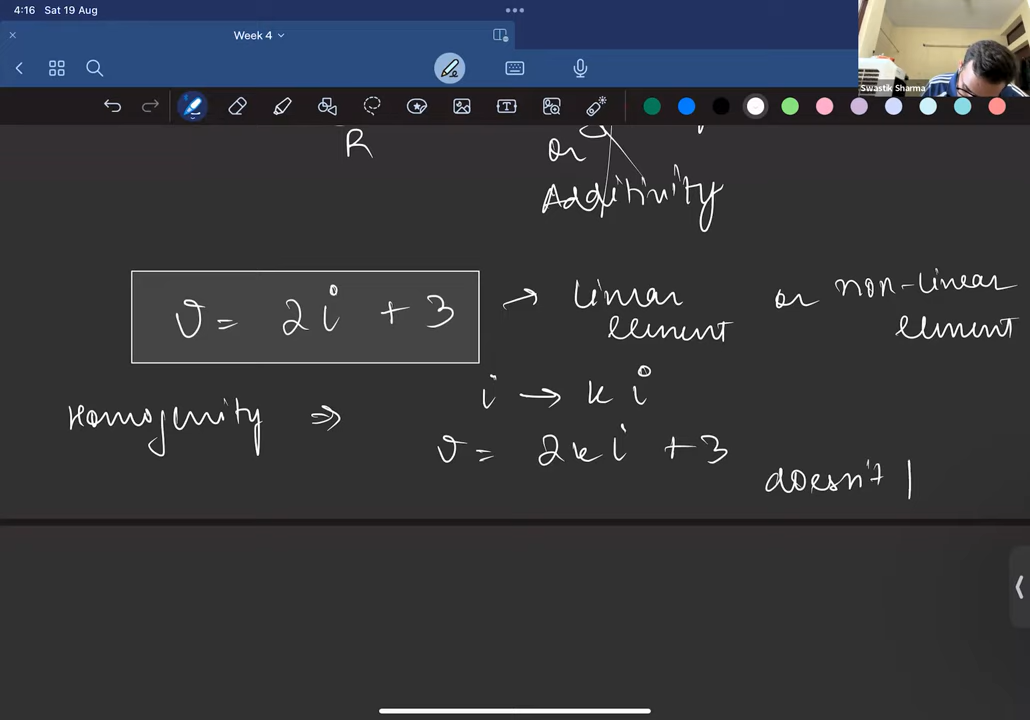 4:16 Sat 19 Aug
Week 4
Swastik Sharma
R
or
Additivity
v = 2i + 3 → linear element or non-linear element
Homogenity ⇒ i → ki
v = 2ki + 3
doesn't